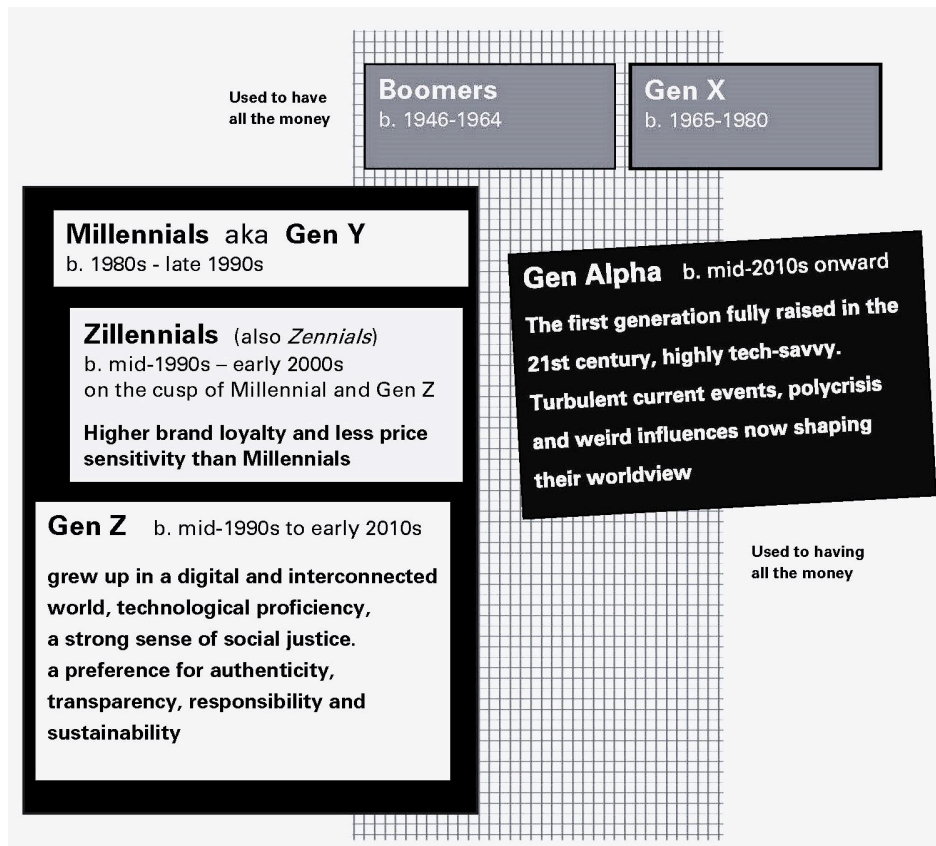 Used to have
all the money
Boomers
b. 1946-1964
Gen X
b. 1965-1980
Millennials aka Gen Y
b. 1980s - late 1990s
Zillennials (also Zennials)
b. mid-1990s – early 2000s
on the cusp of Millennial and Gen Z
Higher brand loyalty and less price
sensitivity than Millennials
Gen Z b. mid-1990s to early 2010s
grew up in a digital and interconnected
world, technological proficiency,
a strong sense of social justice.
a preference for authenticity,
transparency, responsibility and
sustainability
Gen Alpha b. mid-2010s onward
The first generation fully raised in the
21st century, highly tech-savvy.
Turbulent current events, polycrisis
and weird influences now shaping
their worldview
Used to having
all the money